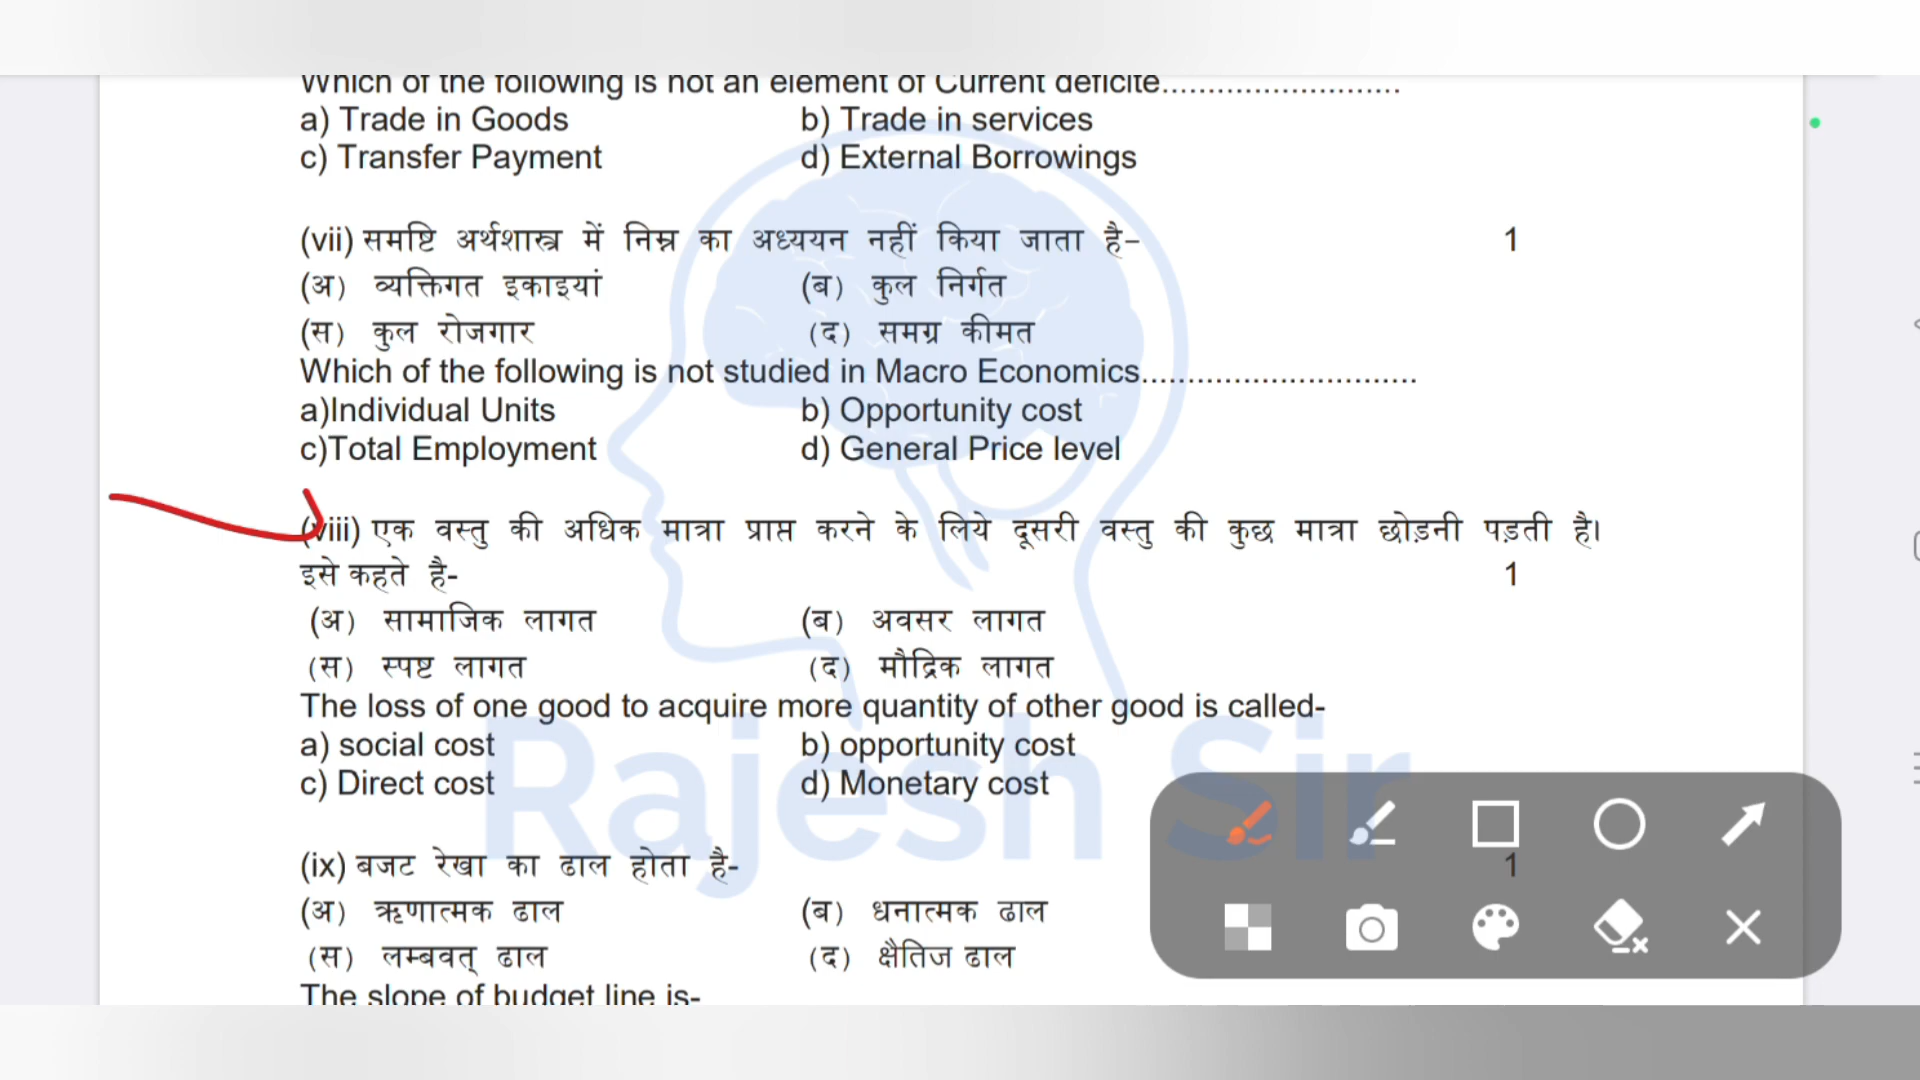 Which of the following is not an element of Current deficite..........................
a) Trade in Goods b) Trade in services
c) Transfer Payment d) External Borrowings
(vii) समष्टि अर्थशास्त्र में निम्न का अध्ययन नहीं किया जाता है– 1
(अ) व्यक्तिगत इकाइयां (ब) कुल निर्गत
(स) कुल रोजगार (द) समग्र कीमत
Which of the following is not studied in Macro Economics..............................
a)Individual Units b) Opportunity cost
c)Total Employment d) General Price level
(viii) एक वस्तु की अधिक मात्रा प्राप्त करने के लिये दूसरी वस्तु की कुछ मात्रा छोड़नी पड़ती है।
इसे कहते है- 1
(अ) सामाजिक लागत (ब) अवसर लागत
(स) स्पष्ट लागत (द) मौद्रिक लागत
The loss of one good to acquire more quantity of other good is called-
a) social cost b) opportunity cost
c) Direct cost d) Monetary cost
Rajesh Sir
(ix) बजट रेखा का ढाल होता है- 1
(अ) ऋणात्मक ढाल (ब) धनात्मक ढाल
(स) लम्बवत् ढाल (द) क्षैतिज ढाल
The slope of budget line is-